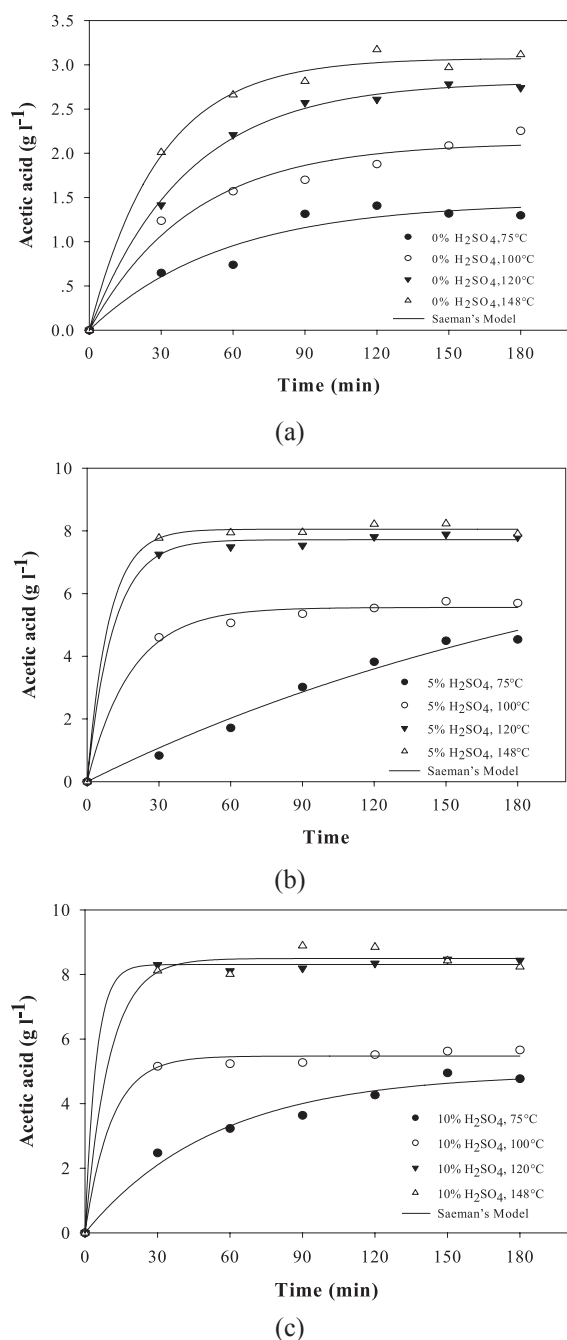 Acetic acid (g l-1)
3.5
3.0
2.5
2.0
1.5
1.0
.5
0.0
0% H2SO4,75°C
0% H2SO4,100°C
0% H2SO4,120°C
0% H2SO4,148°C
Saeman's Model
0 30 60 90 120 150 180
Time (min)
(a)
Acetic acid (g l-1)
10
8
6
4
2
0
5% H2SO4, 75°C
5% H2SO4, 100°C
5% H2SO4, 120°C
5% H2SO4, 148°C
Saeman's Model
0 30 60 90 120 150 180
Time
(b)
Acetic acid (g l-1)
10
8
6
4
2
0
10% H2SO4, 75°C
10% H2SO4, 100°C
10% H2SO4, 120°C
10% H2SO4, 148°C
Saeman's Model
0 30 60 90 120 150 180
Time (min)
(c)